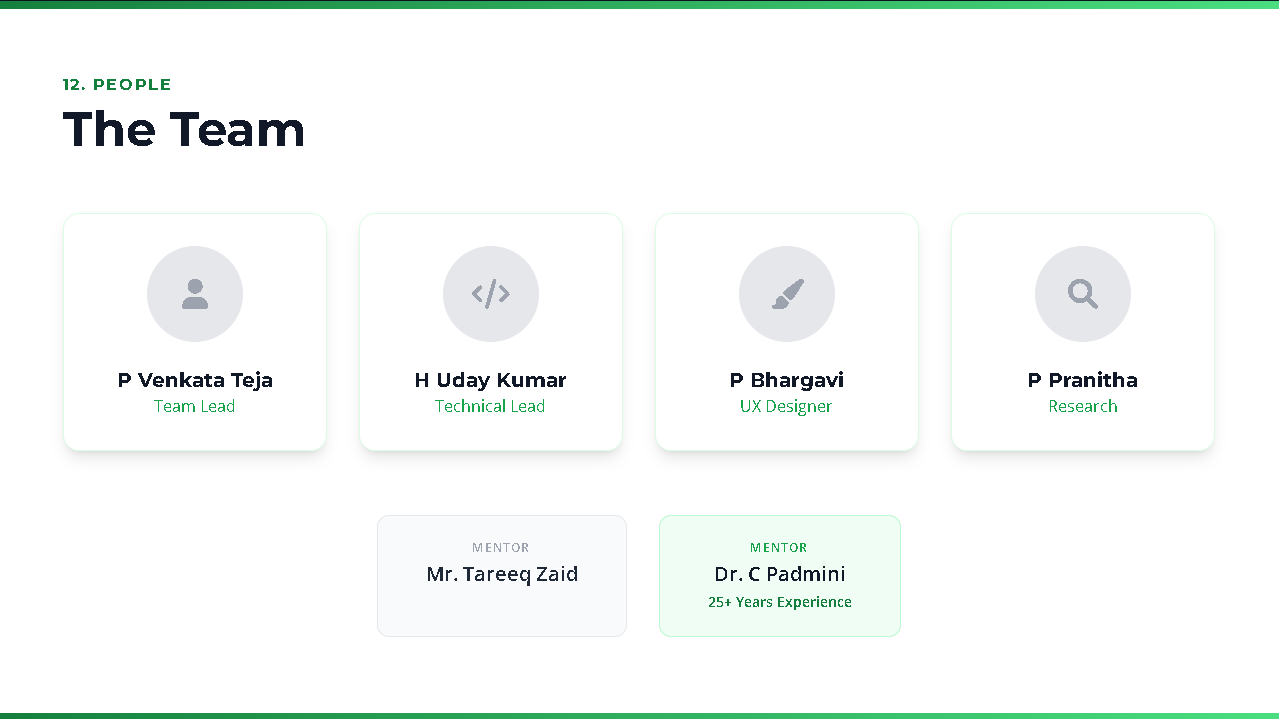 12. PEOPLE
The Team
P Venkata Teja
Team Lead
H Uday Kumar
Technical Lead
P Bhargavi
UX Designer
P Pranitha
Research
MENTOR
Mr. Tareeq Zaid
MENTOR
Dr. C Padmini
25+ Years Experience